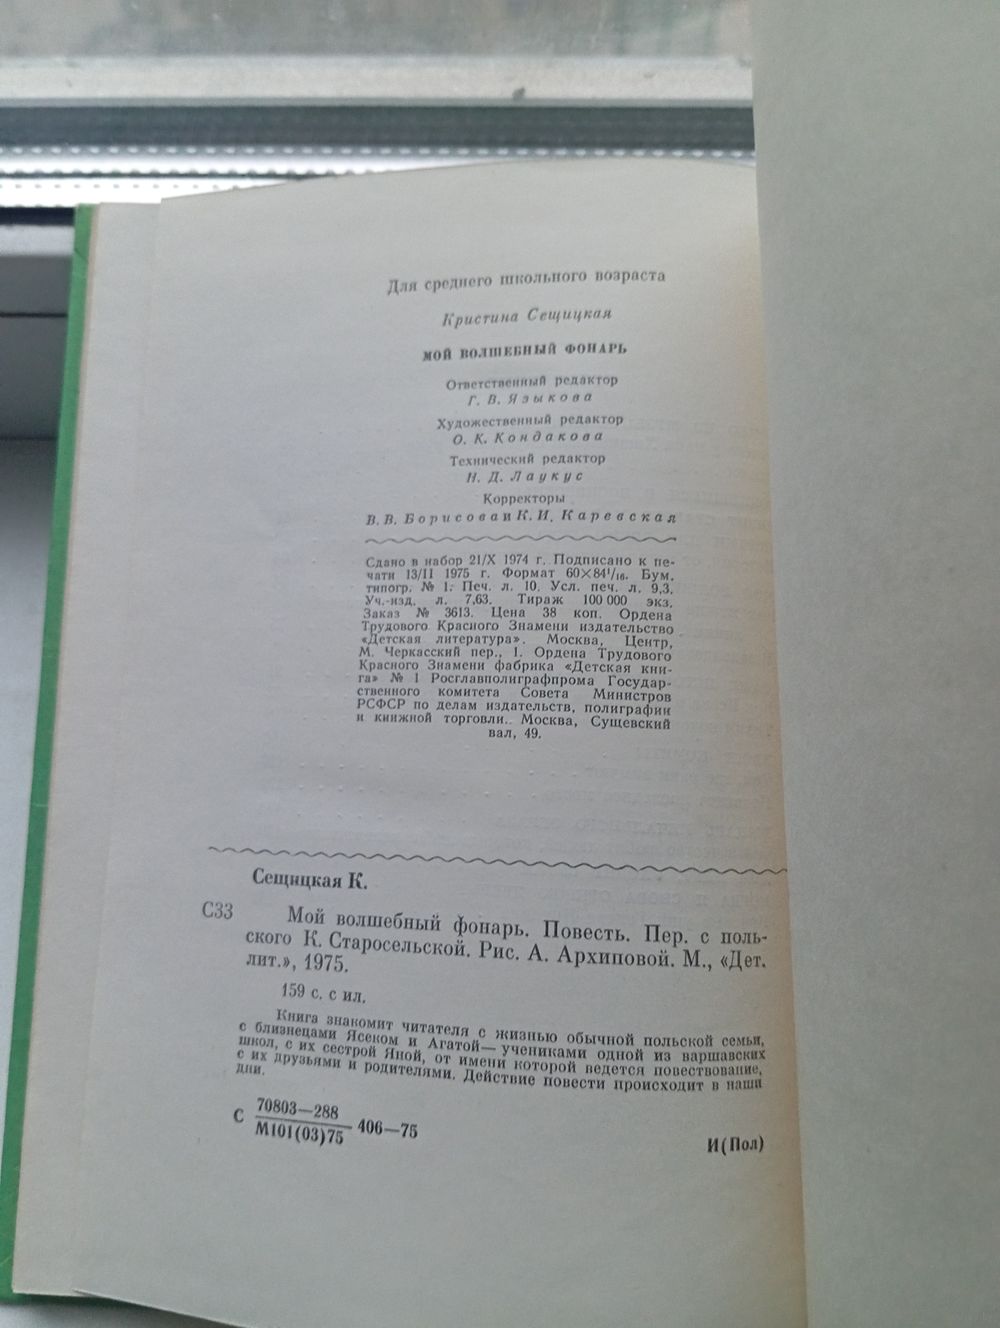 Для среднего школьного возраста
Кристина Сещицкая
МОЙ ВОЛШЕБНЫЙ ФОНАРЬ
Ответственный редактор
Г. В. Языкова
Художественный редактор
О. К. Кондакова
Технический редактор
Н. Д. Лаукус
Корректоры
В. В. Борисова и К. И. Каревская
Сдано в набор 21/X 1974 г. Подписано к пе-
чати 13/II 1975 г. Формат 60×84¹/₁₆. Бум.
типогр. № 1. Печ. л. 10. Усл. печ. л. 9,3.
Уч.-изд. л. 7,63. Тираж 100 000 экз.
Заказ № 3613. Цена 38 коп. Ордена
Трудового Красного Знамени издательство
«Детская литература». Москва, Центр,
М. Черкасский пер., 1. Ордена Трудового
Красного Знамени фабрика «Детская кни-
га» № 1 Росглавполиграфпрома Государ-
ственного комитета Совета Министров
РСФСР по делам издательств, полиграфии
и книжной торговли. Москва, Сущевский
вал, 49.
Сещицкая К.
С33 Мой волшебный фонарь. Повесть. Пер. с поль-
ского К. Старосельской. Рис. А. Архиповой. М., «Дет.
лит.», 1975.
159 с. с ил.
Книга знакомит читателя с жизнью обычной польской семьи,
с близнецами Ясеком и Агатой — учениками одной из варшавских
школ, с их сестрой Яной, от имени которой ведется повествование,
с их друзьями и родителями. Действие повести происходит в наши
дни.
С 70803—288
М101(03)75 406—75
И(Пол)